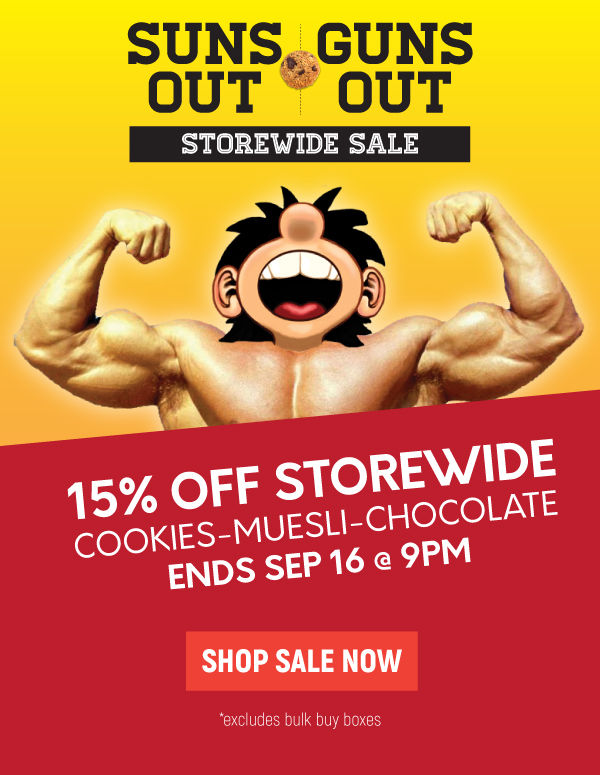 SUNS GUNS
OUT OUT
STOREWIDE SALE
15% OFF STOREWIDE
COOKIES-MUESLI-CHOCOLATE
ENDS SEP 16 @ 9PM
SHOP SALE NOW
*excludes bulk buy boxes